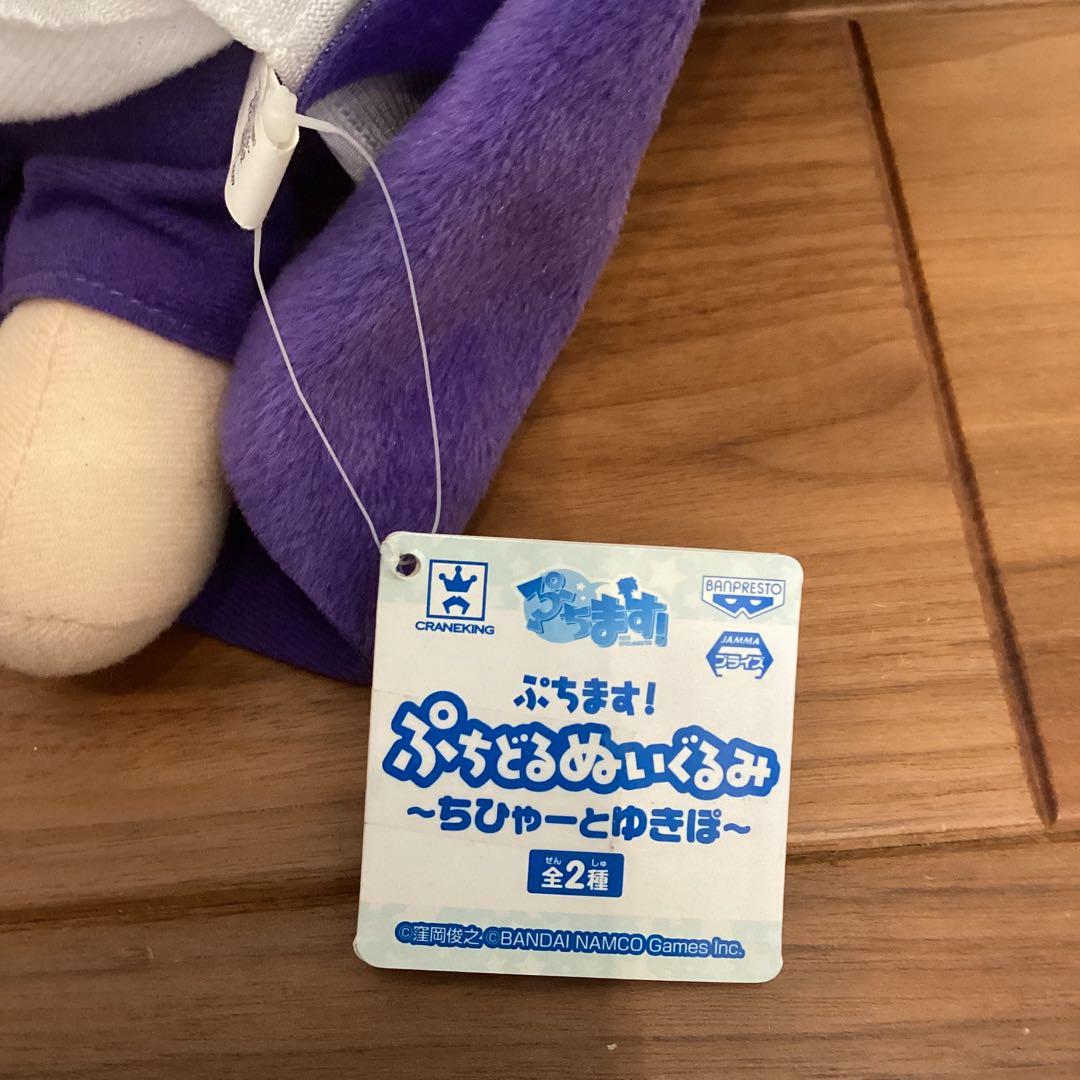 CRANEKING
ぷちます!
BANPRESTO
JAMMA
プライズ
ぷちます!
ぷちどるぬいぐるみ
~ちひゃーとゆきぽ~
ぜん しゅ
全2種
©窪岡俊之 ©BANDAI NAMCO Games Inc.